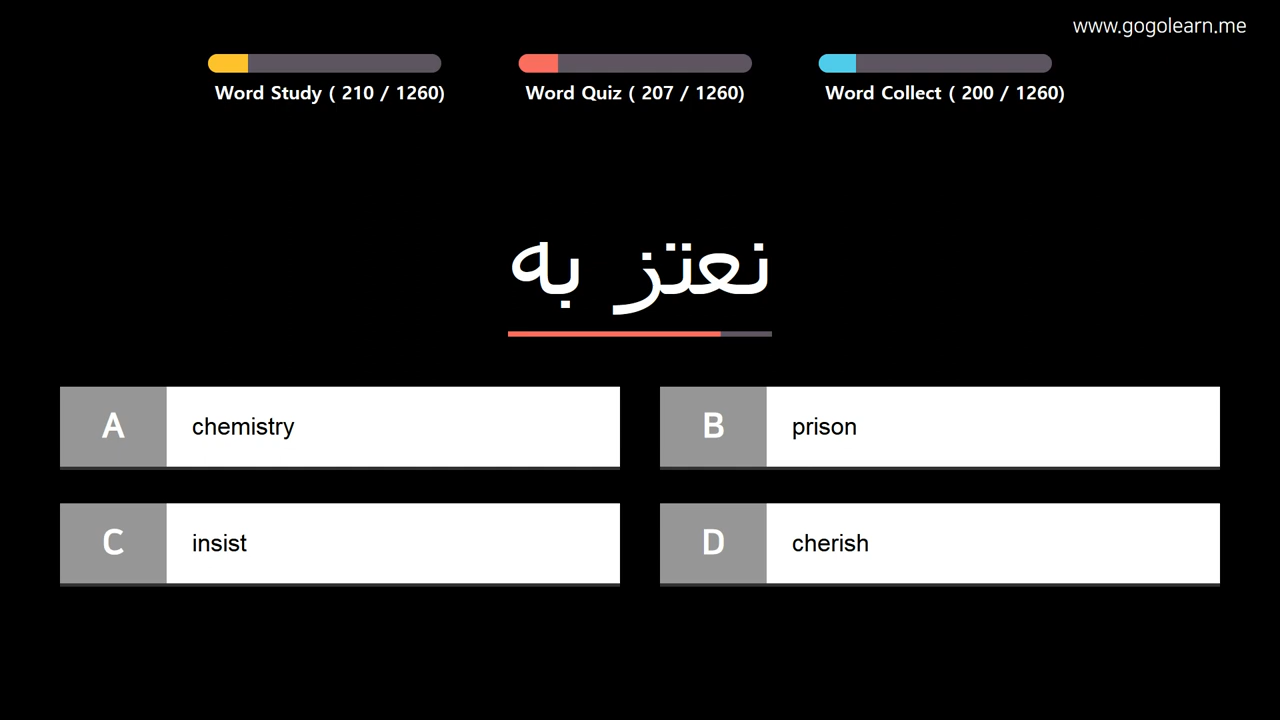 www.gogolearn.me
Word Study ( 210 / 1260)
Word Quiz ( 207 / 1260)
Word Collect ( 200 / 1260)
نعتز به
A chemistry
B prison
C insist
D cherish